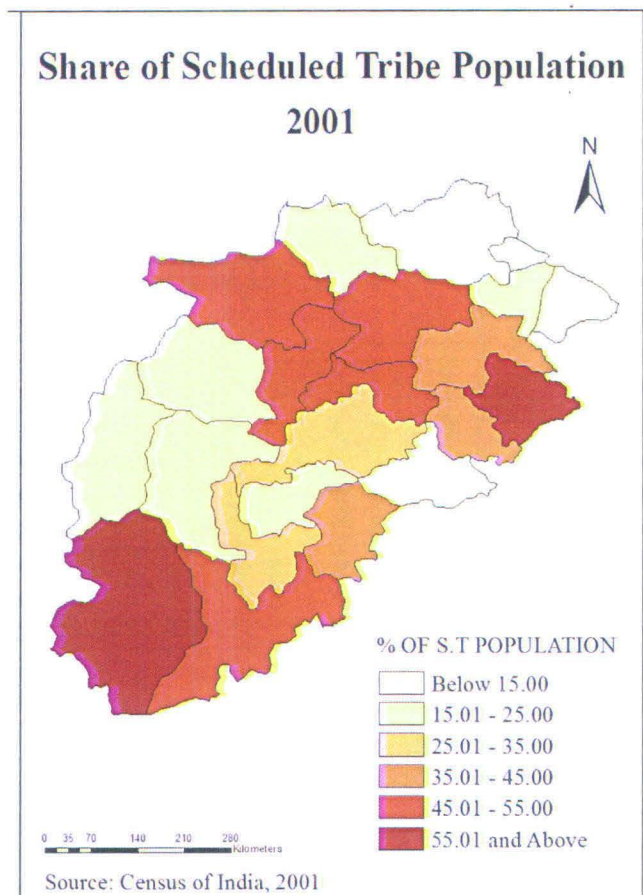 Share of Scheduled Tribe Population
2001
N
% OF S.T POPULATION
Below 15.00
15.01 - 25.00
25.01 - 35.00
35.01 - 45.00
45.01 - 55.00
55.01 and Above
0 35 70 140 210 280
Kilometers
Source: Census of India, 2001